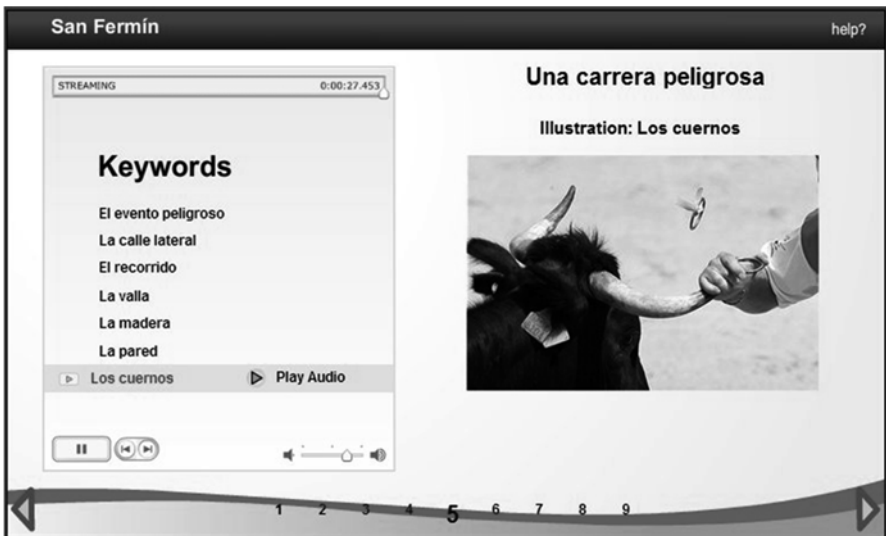 San Fermín
help?
STREAMING 0:00:27.453
Keywords
El evento peligroso
La calle lateral
El recorrido
La valla
La madera
La pared
Los cuernos Play Audio
Una carrera peligrosa
Illustration: Los cuernos
1 2 3 4 5 6 7 8 9